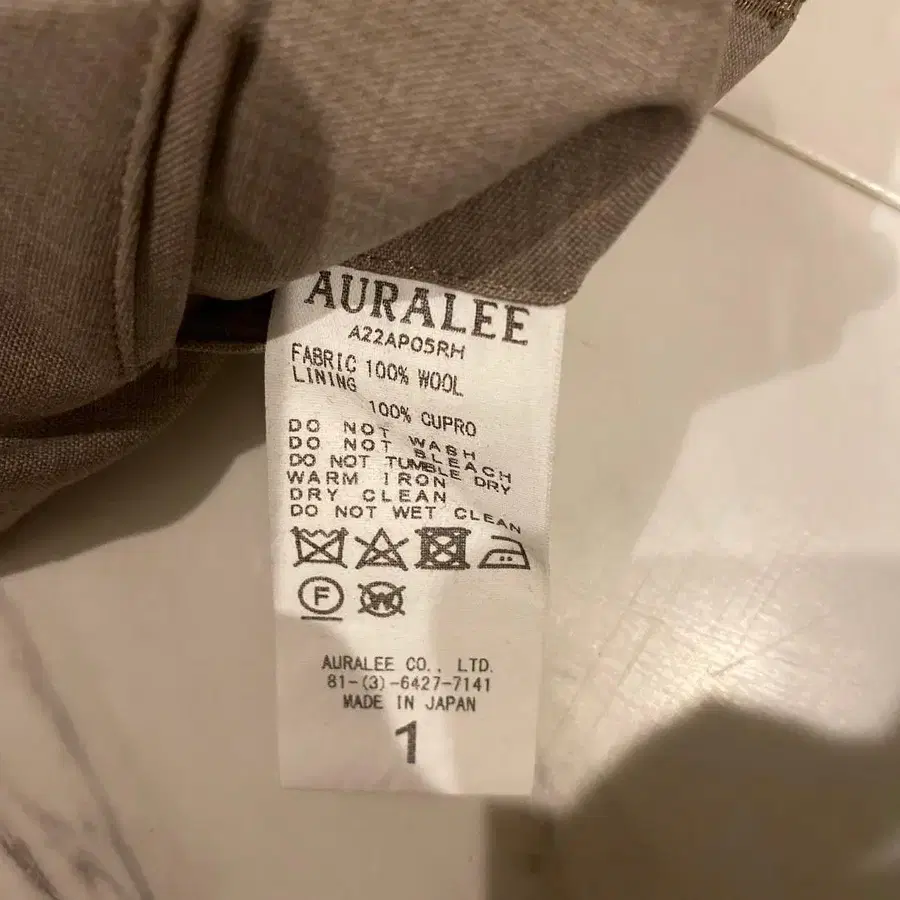 AURALEE
A22AP05RH
FABRIC 100% WOOL
LINING
100% CUPRO
DO NOT WASH
DO NOT BLEACH
DO NOT TUMBLE DRY
WARM IRON
DRY CLEAN
DO NOT WET CLEAN
F W
AURALEE CO., LTD.
81-(3)-6427-7141
MADE IN JAPAN
1